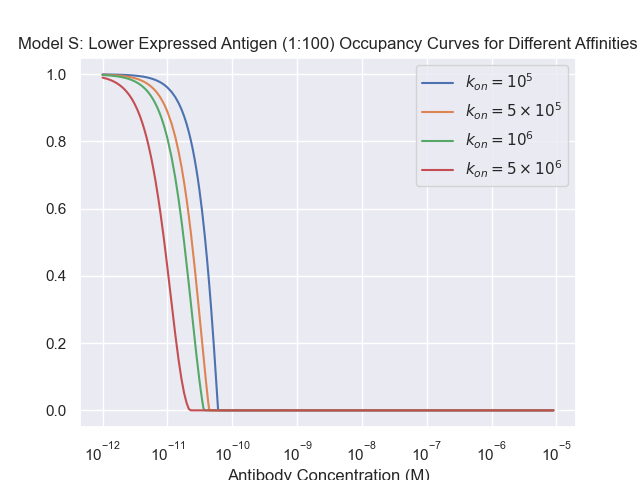 Model S: Lower Expressed Antigen (1:100) Occupancy Curves for Different Affinities
1.0
0.8
0.6
0.4
0.2
0.0
k_on = 10^5
k_on = 5 × 10^5
k_on = 10^6
k_on = 5 × 10^6
10^−12 10^−11 10^−10 10^−9 10^−8 10^−7 10^−6 10^−5
Antibody Concentration (M)